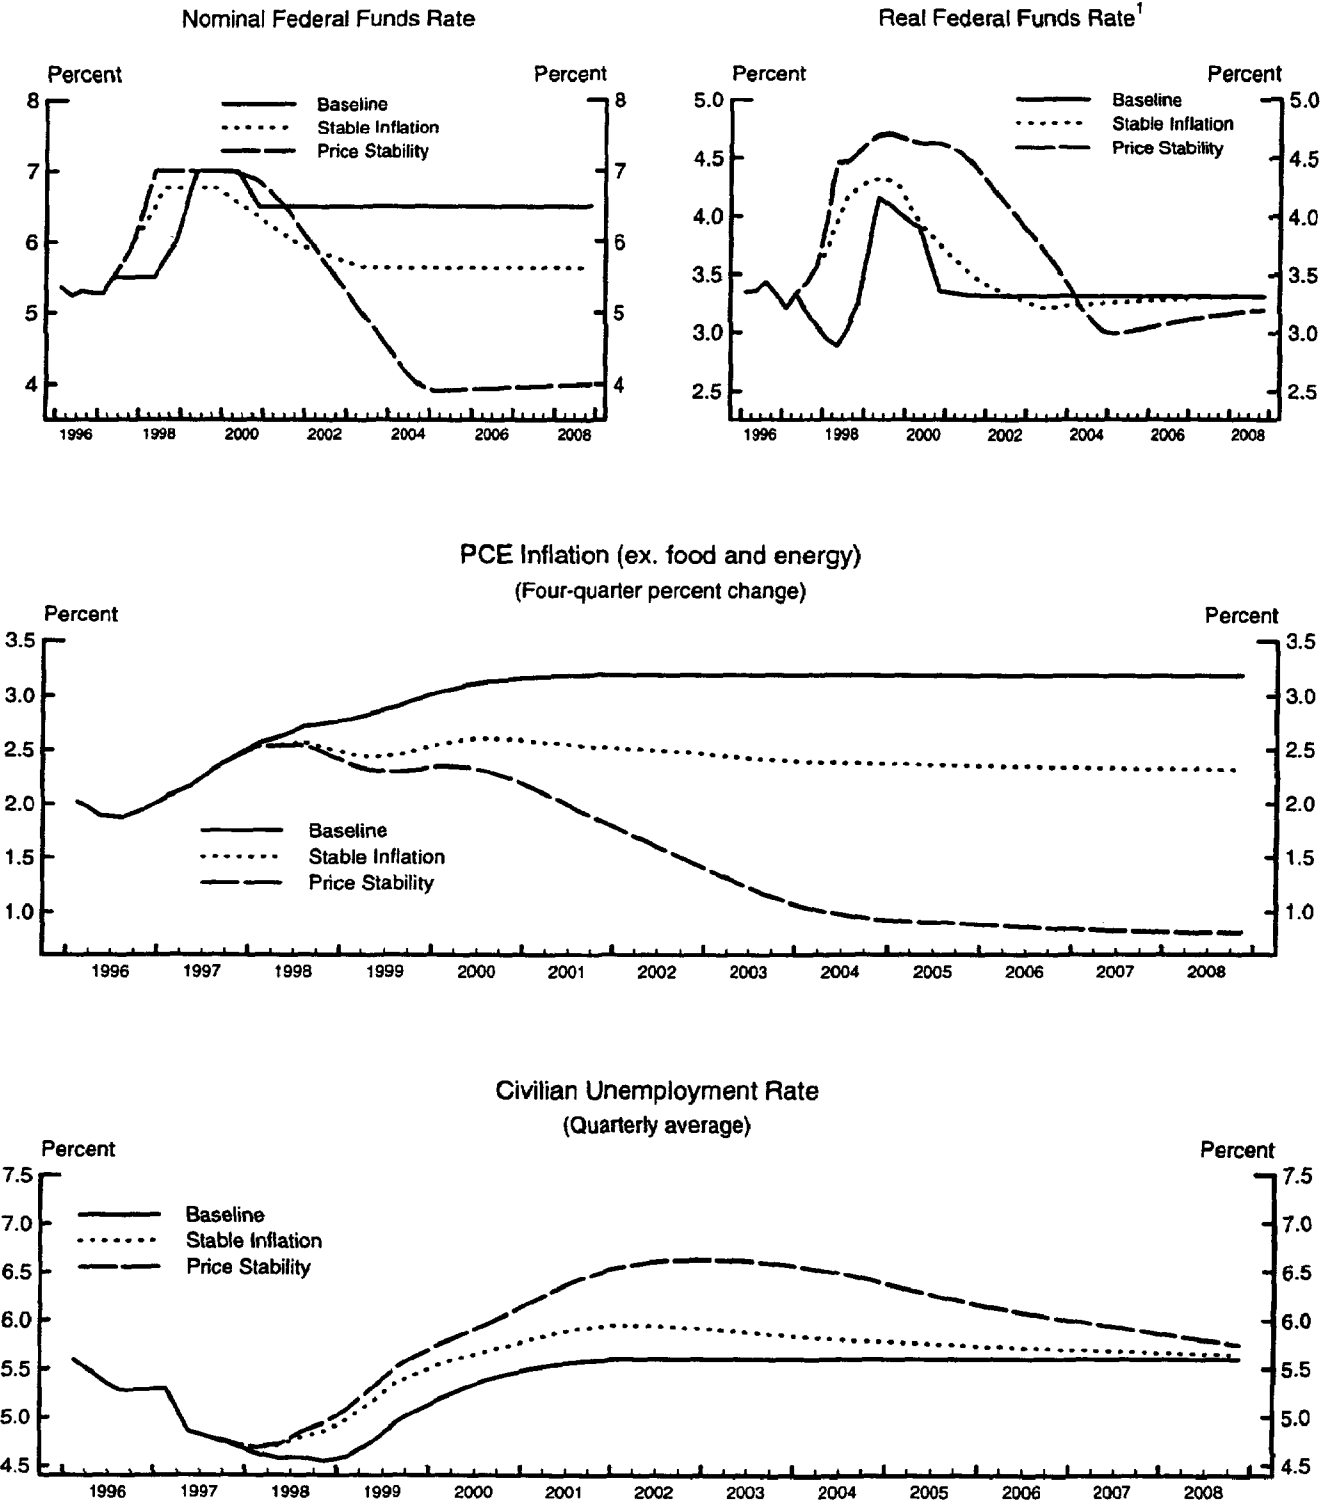 Nominal Federal Funds Rate
Percent Percent
8 8
Baseline
Stable Inflation
Price Stability
7 7
6 6
5 5
4 4
1996 1998 2000 2002 2004 2006 2008
Real Federal Funds Rate¹
Percent Percent
5.0 5.0
Baseline
Stable Inflation
Price Stability
4.5 4.5
4.0 4.0
3.5 3.5
3.0 3.0
2.5 2.5
1996 1998 2000 2002 2004 2006 2008
PCE Inflation (ex. food and energy)
(Four-quarter percent change)
Percent Percent
3.5 3.5
3.0 3.0
2.5 2.5
2.0 2.0
Baseline
1.5 Stable Inflation 1.5
Price Stability
1.0 1.0
1996 1997 1998 1999 2000 2001 2002 2003 2004 2005 2006 2007 2008
Civilian Unemployment Rate
(Quarterly average)
Percent Percent
7.5 7.5
Baseline
7.0 7.0
Stable Inflation
Price Stability
6.5 6.5
6.0 6.0
5.5 5.5
5.0 5.0
4.5 4.5
1996 1997 1998 1999 2000 2001 2002 2003 2004 2005 2006 2007 2008